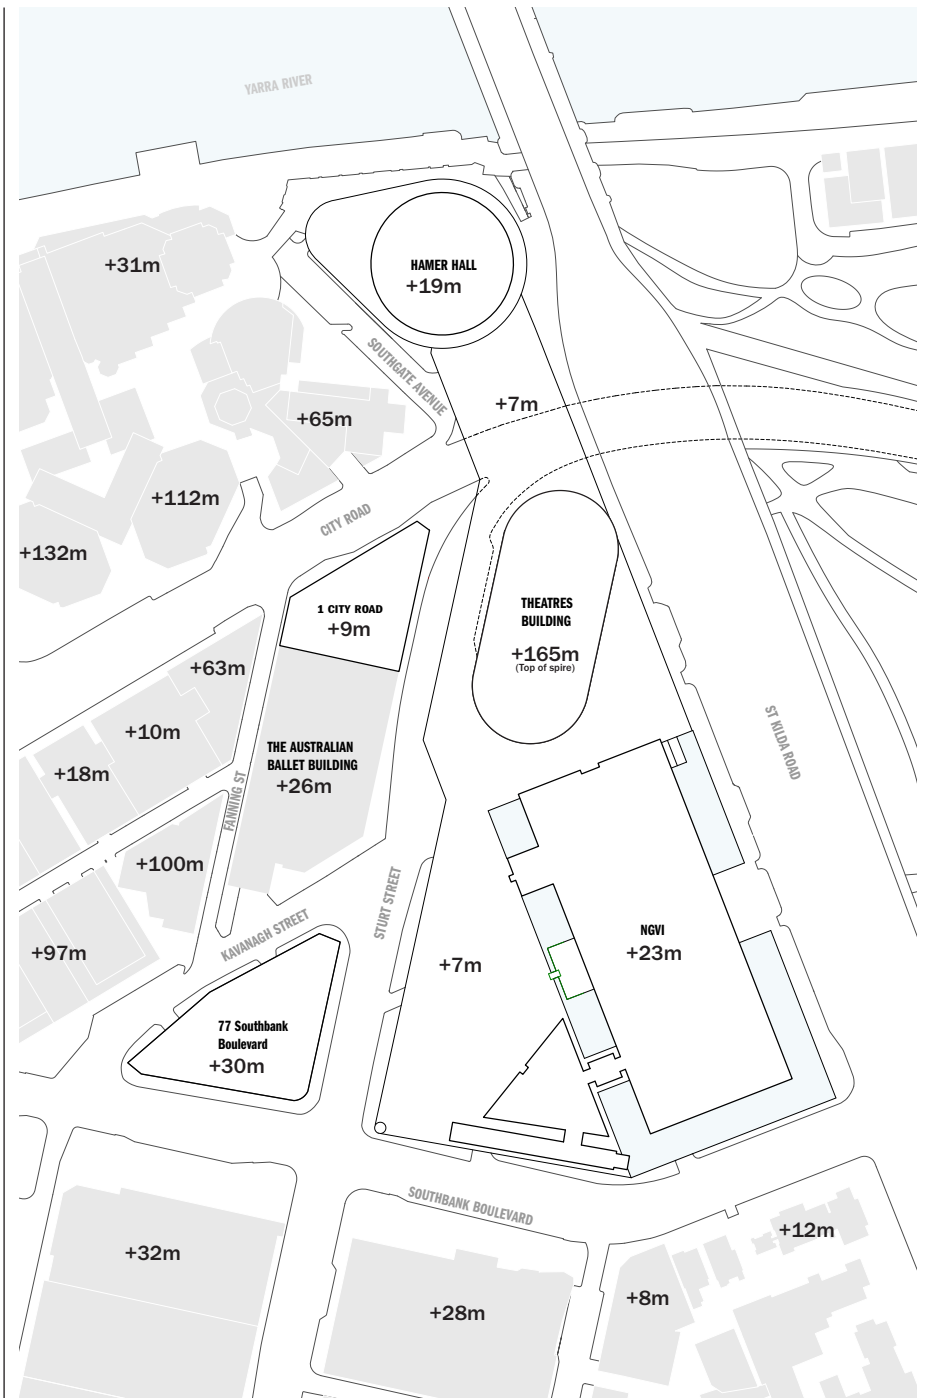 YARRA RIVER
+31m
HAMER HALL
+19m
SOUTHGATE AVENUE
+7m
+65m
+112m
CITY ROAD
+132m
1 CITY ROAD
+9m
THEATRES
BUILDING
+165m
(Top of spire)
+63m
+10m
+18m
THE AUSTRALIAN
BALLET BUILDING
+26m
ST KILDA ROAD
FANNING ST
+100m
STURT STREET
KAVANAGH STREET
+97m
+7m
NGVI
+23m
77 Southbank
Boulevard
+30m
SOUTHBANK BOULEVARD
+32m
+12m
+8m
+28m